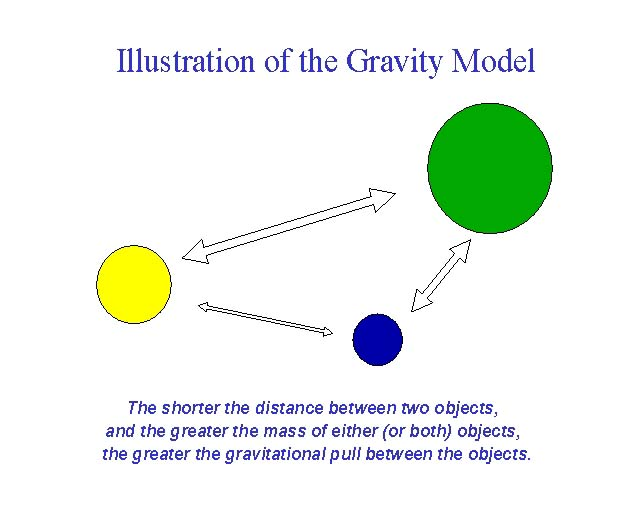 Illustration of the Gravity Model
The shorter the distance between two objects,
and the greater the mass of either (or both) objects,
the greater the gravitational pull between the objects.